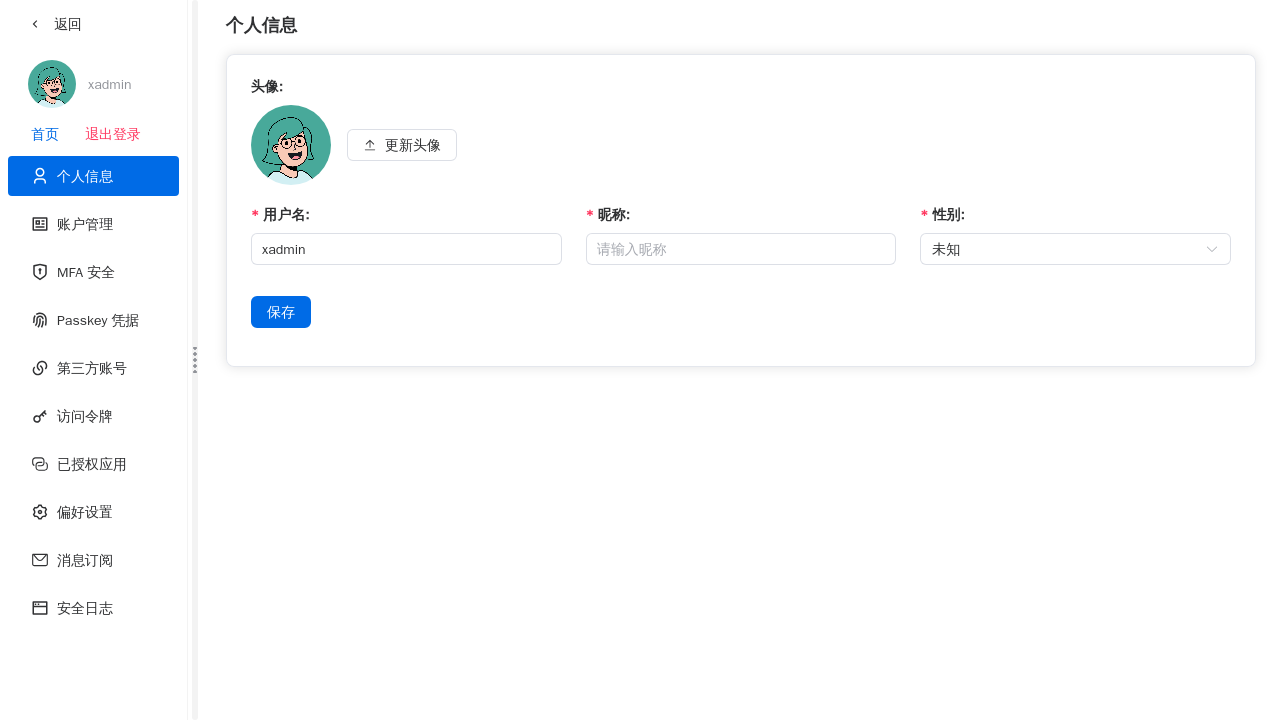 返回
xadmin
首页 退出登录
个人信息
账户管理
MFA 安全
Passkey 凭据
第三方账号
访问令牌
已授权应用
偏好设置
消息订阅
安全日志
个人信息
头像:
更新头像
* 用户名: * 昵称: * 性别:
xadmin 请输入昵称 未知
保存